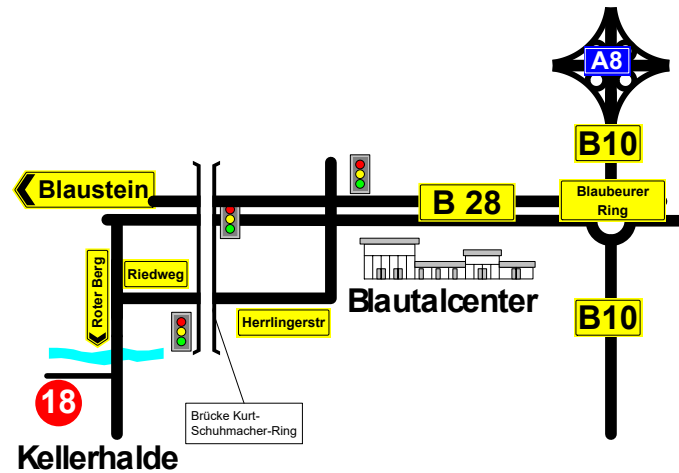 A8
B10
Blaustein
B 28
Blaubeurer
Ring
Roter Berg
Riedweg
Herrlingerstr
Blautalcenter
B10
18
Brücke Kurt-
Schuhmacher-Ring
Kellerhalde